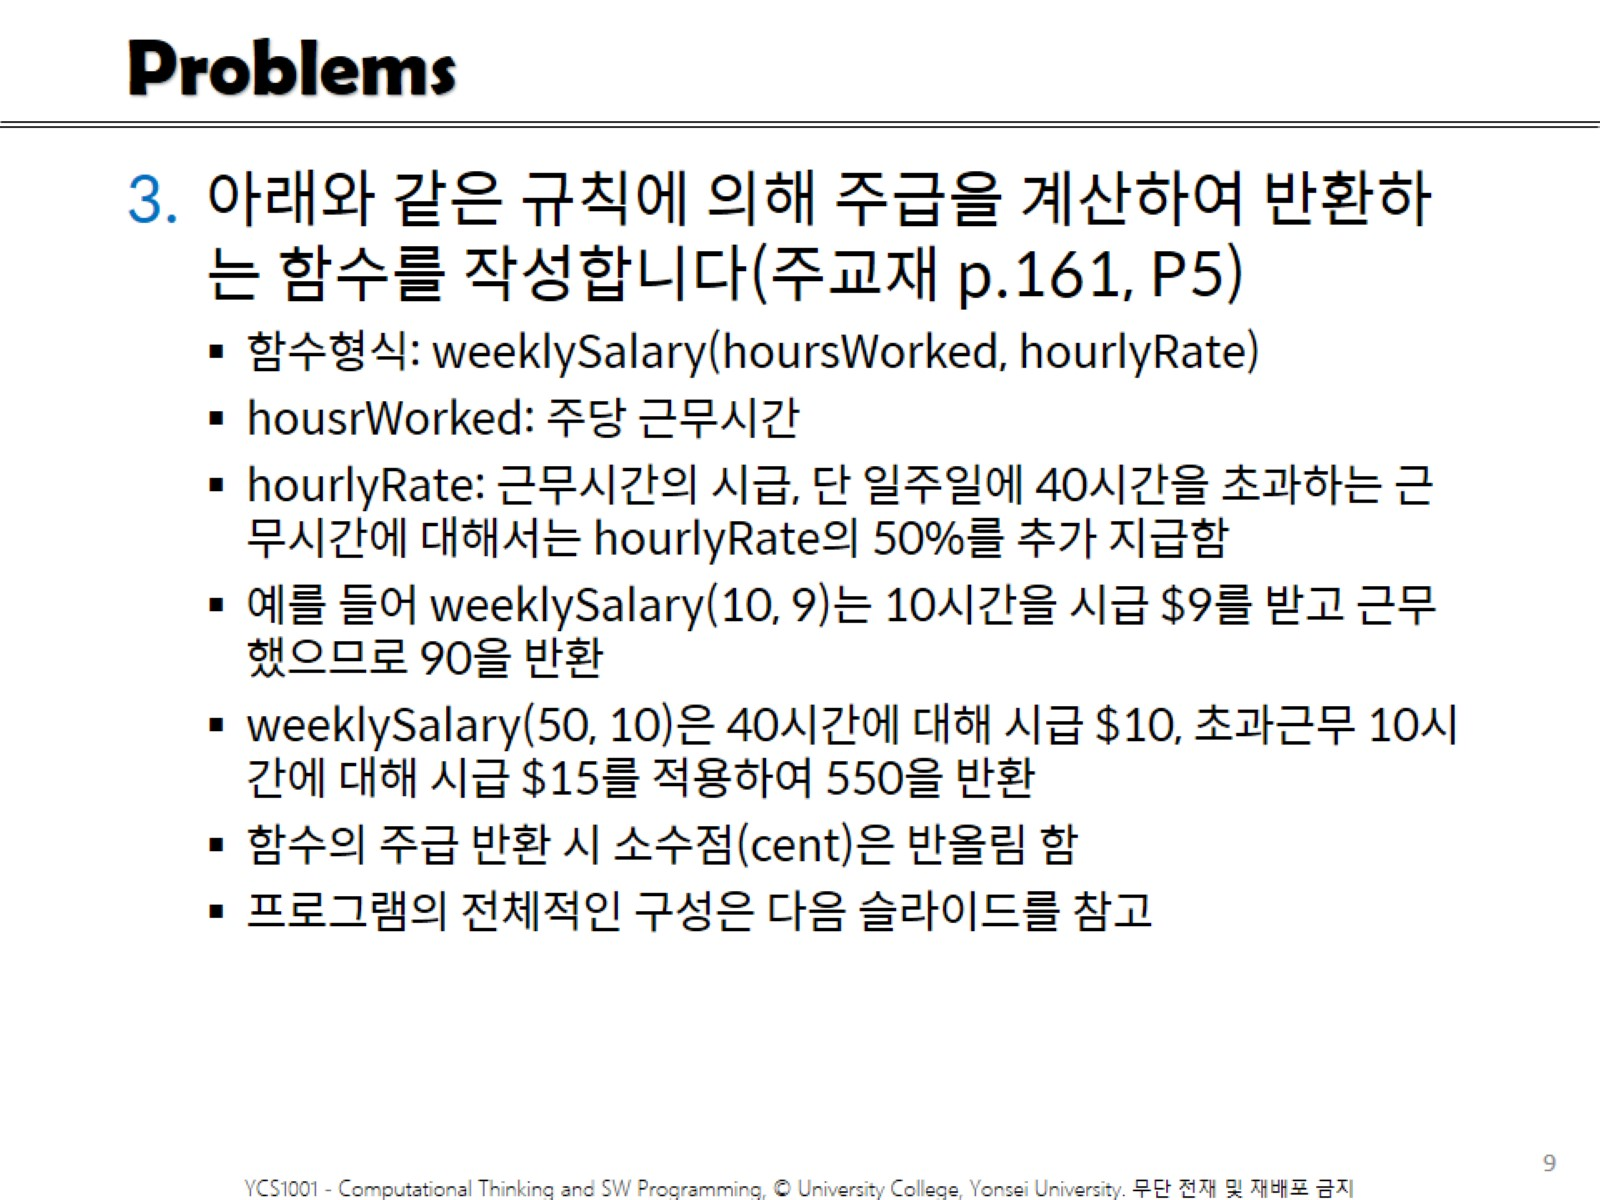 Problems
3. 아래와 같은 규칙에 의해 주급을 계산하여 반환하
는 함수를 작성합니다(주교재 p.161, P5)
▪ 함수형식: weeklySalary(hoursWorked, hourlyRate)
▪ housrWorked: 주당 근무시간
▪ hourlyRate: 근무시간의 시급, 단 일주일에 40시간을 초과하는 근
무시간에 대해서는 hourlyRate의 50%를 추가 지급함
▪ 예를 들어 weeklySalary(10, 9)는 10시간을 시급 $9를 받고 근무
했으므로 90을 반환
▪ weeklySalary(50, 10)은 40시간에 대해 시급 $10, 초과근무 10시
간에 대해 시급 $15를 적용하여 550을 반환
▪ 함수의 주급 반환 시 소수점(cent)은 반올림 함
▪ 프로그램의 전체적인 구성은 다음 슬라이드를 참고
9
YCS1001 - Computational Thinking and SW Programming, © University College, Yonsei University. 무단 전재 및 재배포 금지